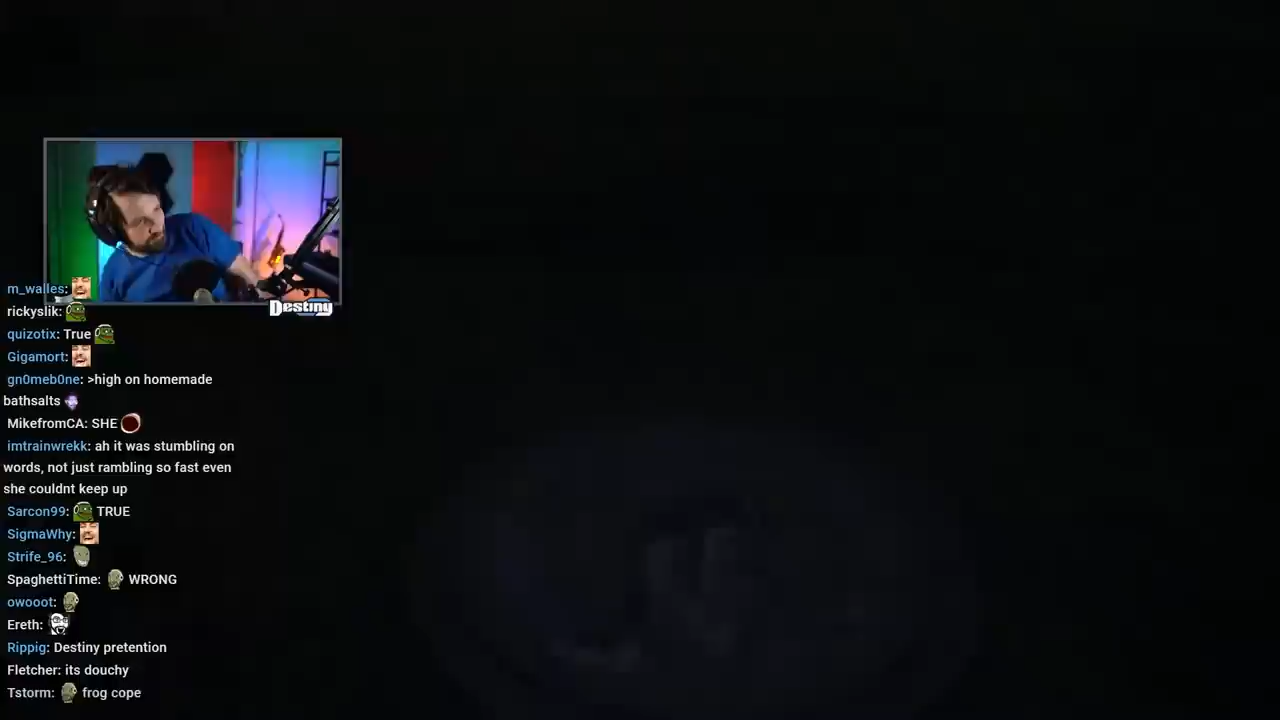 Destiny
m_walles:
rickyslik:
quizotix: True
Gigamort:
gn0meb0ne: >high on homemade
bathsalts
MikefromCA: SHE
imtrainwrekk: ah it was stumbling on
words, not just rambling so fast even
she couldnt keep up
Sarcon99: TRUE
SigmaWhy:
Strife_96:
SpaghettiTime: WRONG
owooot:
Ereth:
Rippig: Destiny pretention
Fletcher: its douchy
Tstorm: frog cope